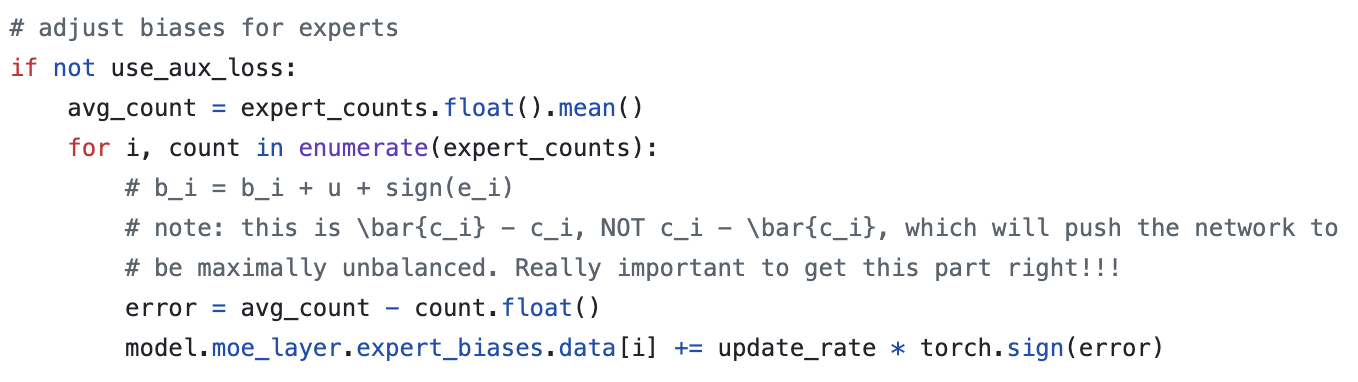 # adjust biases for experts
if not use_aux_loss:
    avg_count = expert_counts.float().mean()
    for i, count in enumerate(expert_counts):
        # b_i = b_i + u + sign(e_i)
        # note: this is \bar{c_i} - c_i, NOT c_i - \bar{c_i}, which will push the network to
        # be maximally unbalanced. Really important to get this part right!!!
        error = avg_count - count.float()
        model.moe_layer.expert_biases.data[i] += update_rate * torch.sign(error)